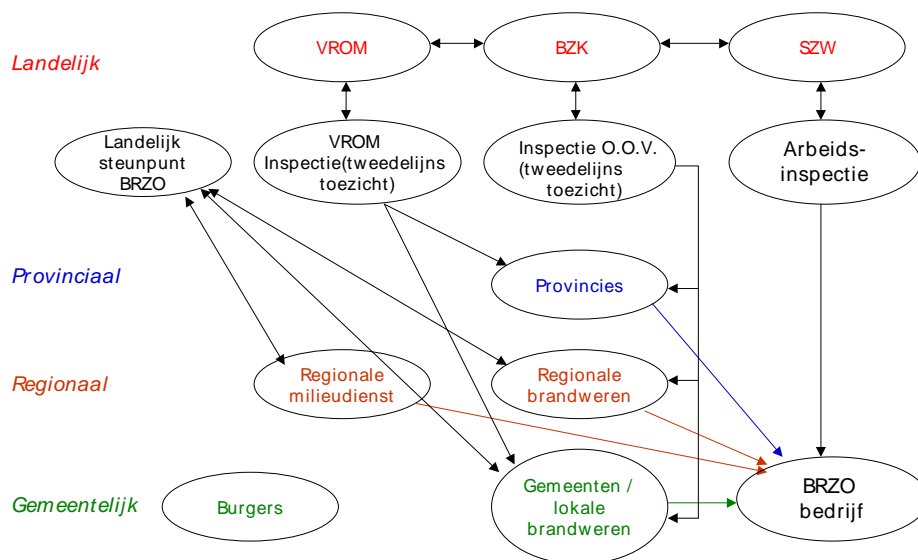 VROM
BZK
SZW
Landelijk
Landelijk
steunpunt
BRZO
VROM
Inspectie(tweedelijns
toezicht)
Inspectie O.O.V.
(tweedelijns
toezicht)
Arbeids-
inspectie
Provinciaal
Provincies
Regionaal
Regionale
milieudienst
Regionale
brandweren
Gemeentelijk
Burgers
Gemeenten /
lokale
brandweren
BRZO
bedrijf